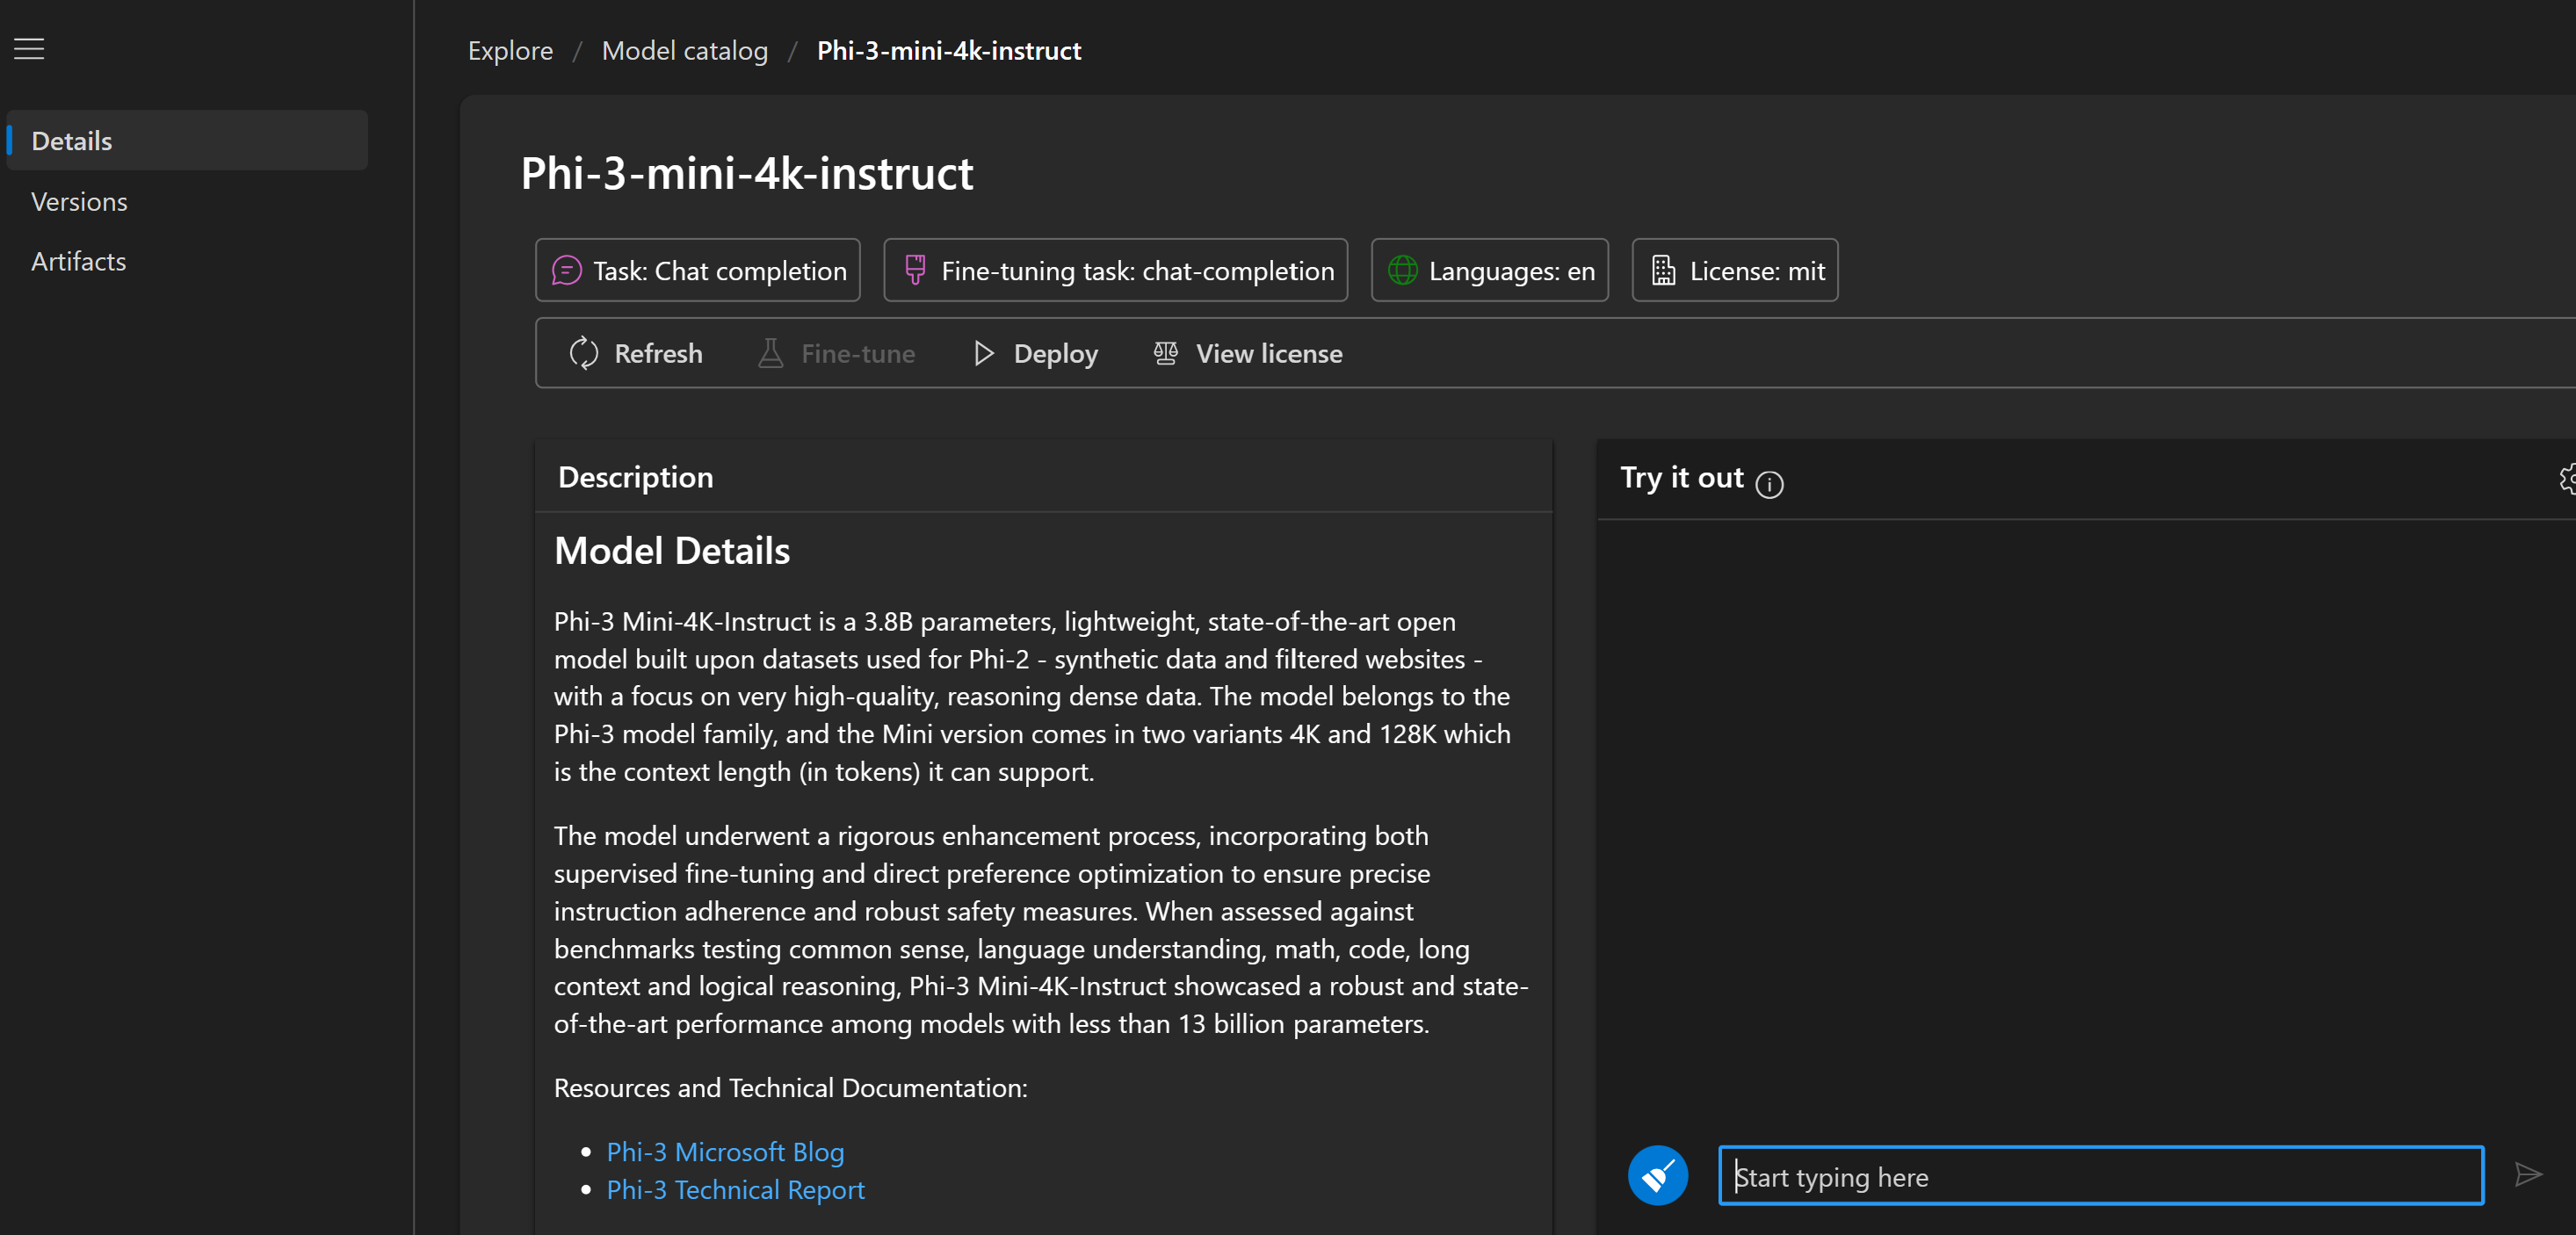 Explore / Model catalog / Phi-3-mini-4k-instruct
Details
Versions
Artifacts
Phi-3-mini-4k-instruct
Task: Chat completion
Fine-tuning task: chat-completion
Languages: en
License: mit
Refresh
Fine-tune
Deploy
View license
Description
Model Details
Phi-3 Mini-4K-Instruct is a 3.8B parameters, lightweight, state-of-the-art open
model built upon datasets used for Phi-2 - synthetic data and filtered websites -
with a focus on very high-quality, reasoning dense data. The model belongs to the
Phi-3 model family, and the Mini version comes in two variants 4K and 128K which
is the context length (in tokens) it can support.
The model underwent a rigorous enhancement process, incorporating both
supervised fine-tuning and direct preference optimization to ensure precise
instruction adherence and robust safety measures. When assessed against
benchmarks testing common sense, language understanding, math, code, long
context and logical reasoning, Phi-3 Mini-4K-Instruct showcased a robust and state-
of-the-art performance among models with less than 13 billion parameters.
Resources and Technical Documentation:
• Phi-3 Microsoft Blog
• Phi-3 Technical Report
Try it out
Start typing here